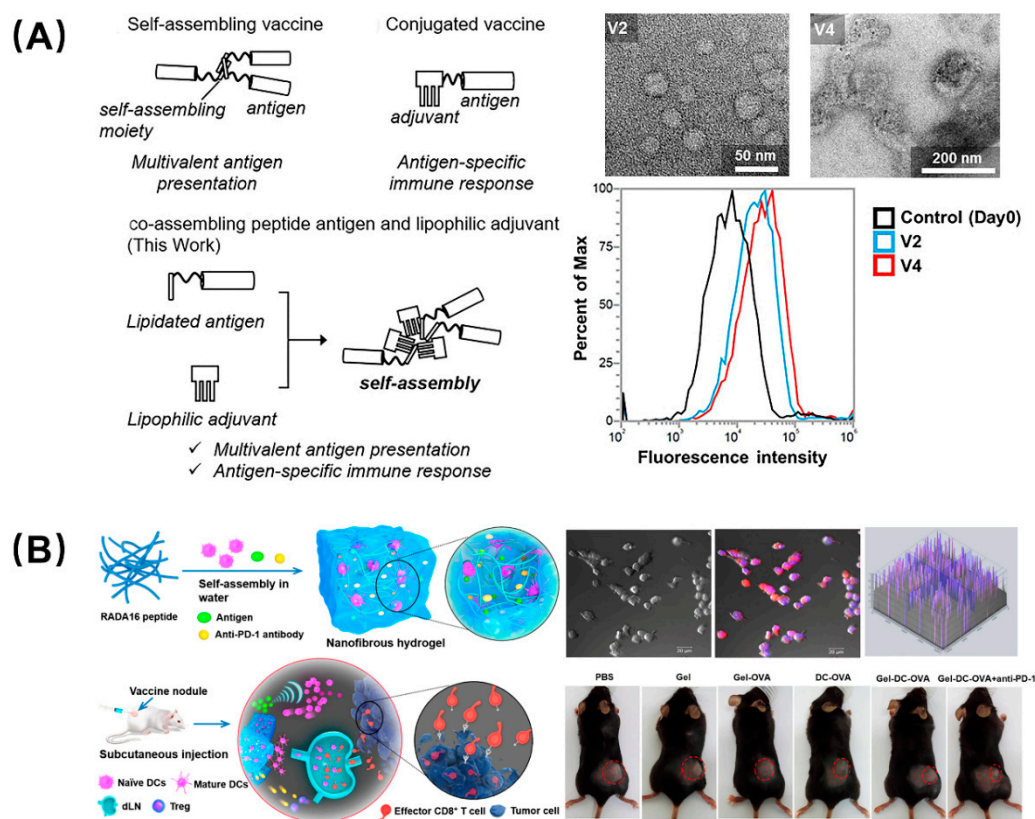 (A)
Self-assembling vaccine
self-assembling
moiety
antigen
Multivalent antigen
presentation
Conjugated vaccine
antigen
adjuvant
Antigen-specific
immune response
co-assembling peptide antigen and lipophilic adjuvant
(This Work)
Lipidated antigen
Lipophilic adjuvant
self-assembly
✓ Multivalent antigen presentation
✓ Antigen-specific immune response
V2
50 nm
V4
200 nm
Percent of Max
100
75
50
25
0
10² 10³ 10⁴ 10⁵ 10⁶
Fluorescence intensity
Control (Day0)
V2
V4
(B)
RADA16 peptide
Self-assembly in
water
Antigen
Anti-PD-1 antibody
Nanofibrous hydrogel
20 μm
20 μm
Vaccine nodule
Subcutaneous injection
Naïve DCs
Mature DCs
dLN
Treg
Effector CD8⁺ T cell
Tumor cell
PBS
Gel
Gel-OVA
DC-OVA
Gel-DC-OVA
Gel-DC-OVA+anti-PD-1